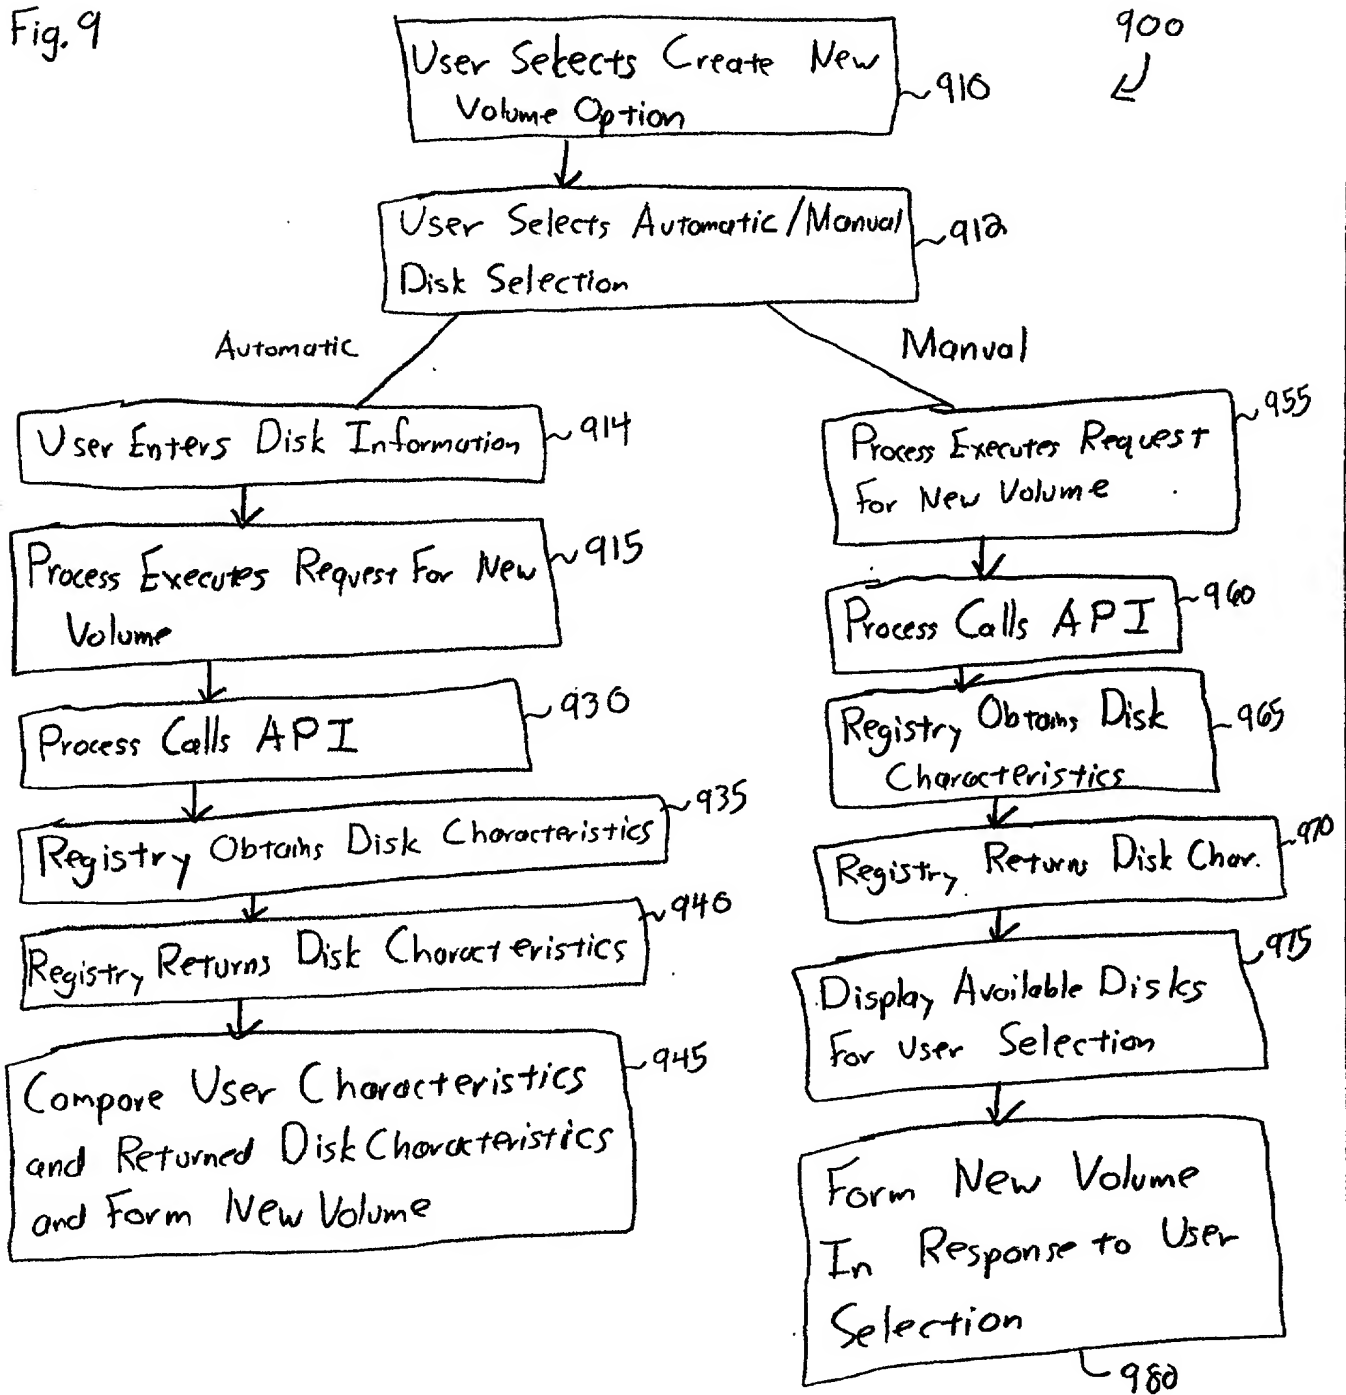 Fig. 9
900
User Selects Create New
Volume Option
910
User Selects Automatic/Manual
Disk Selection
912
Automatic
Manual
User Enters Disk Information
914
Process Executes Request For New
Volume
915
Process Calls API
930
Registry Obtains Disk Characteristics
935
Registry Returns Disk Characteristics
940
Compare User Characteristics
and Returned Disk Characteristics
and Form New Volume
945
Process Executes Request
For New Volume
955
Process Calls API
960
Registry Obtains Disk
Characteristics
965
Registry Returns Disk Char.
970
Display Available Disks
For User Selection
975
Form New Volume
In Response to User
Selection
980